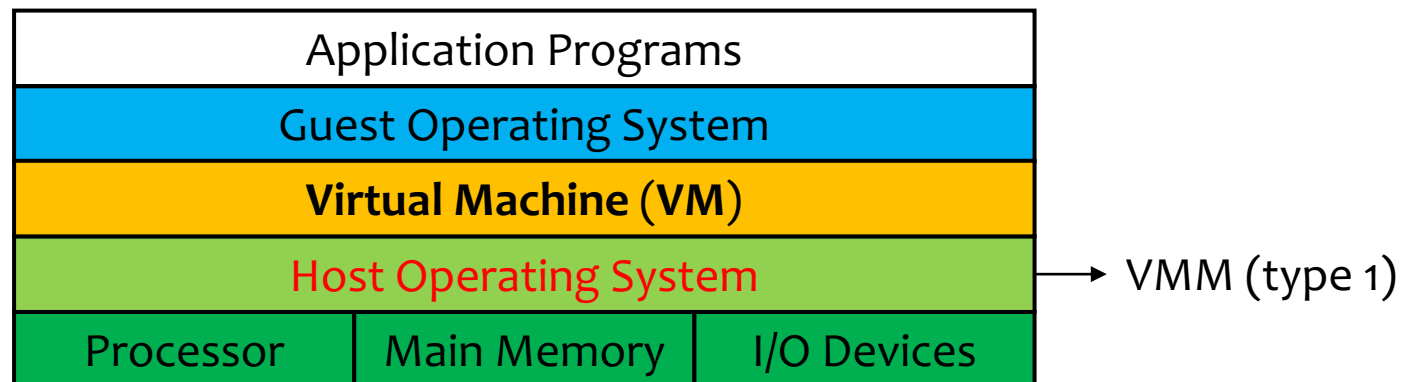 Application Programs
Guest Operating System
Virtual Machine (VM)
Host Operating System
VMM (type 1)
Processor
Main Memory
I/O Devices